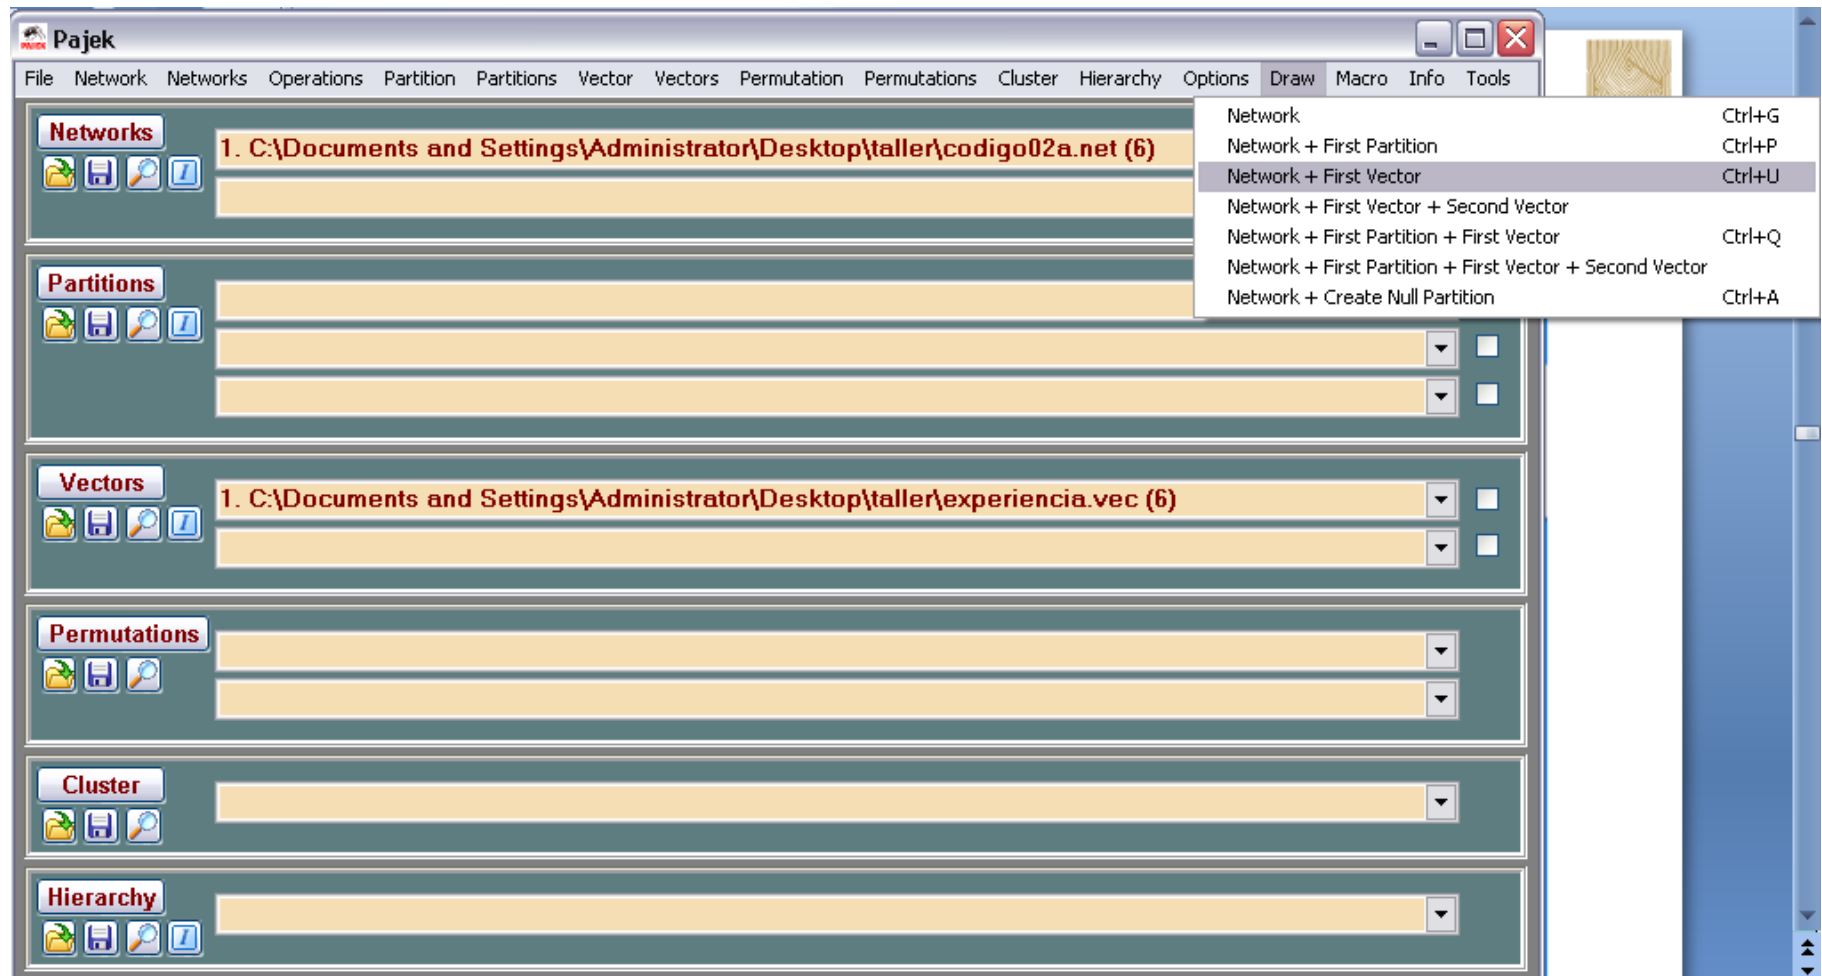 Pajek
File Network Networks Operations Partition Partitions Vector Vectors Permutation Permutations Cluster Hierarchy Options Draw Macro Info Tools
Network Ctrl+G
Network + First Partition Ctrl+P
Network + First Vector Ctrl+U
Network + First Vector + Second Vector
Network + First Partition + First Vector Ctrl+Q
Network + First Partition + First Vector + Second Vector
Network + Create Null Partition Ctrl+A
Networks
1. C:\Documents and Settings\Administrator\Desktop\taller\codigo02a.net (6)
Partitions
Vectors
1. C:\Documents and Settings\Administrator\Desktop\taller\experiencia.vec (6)
Permutations
Cluster
Hierarchy